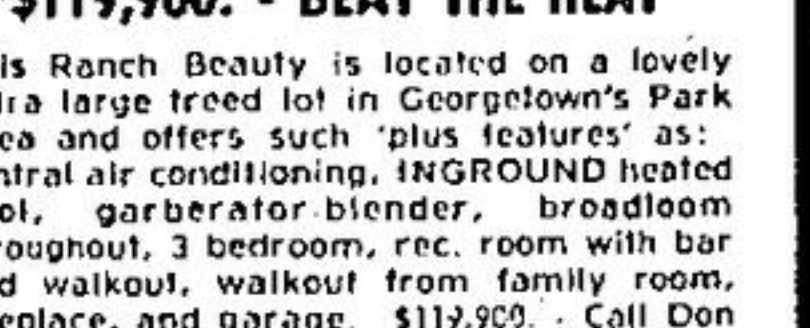 $119,900. - BEAT THE HEAT
is Ranch Beauty is located on a lovely
tra large treed lot in Georgetown's Park
ea and offers such 'plus features' as:
ntral air conditioning, INGROUND heated
ol, garberator-blender, broadloom
roughout, 3 bedroom, rec. room with bar
d walkout, walkout from family room,
eplace, and garage. $119,900. - Call Don